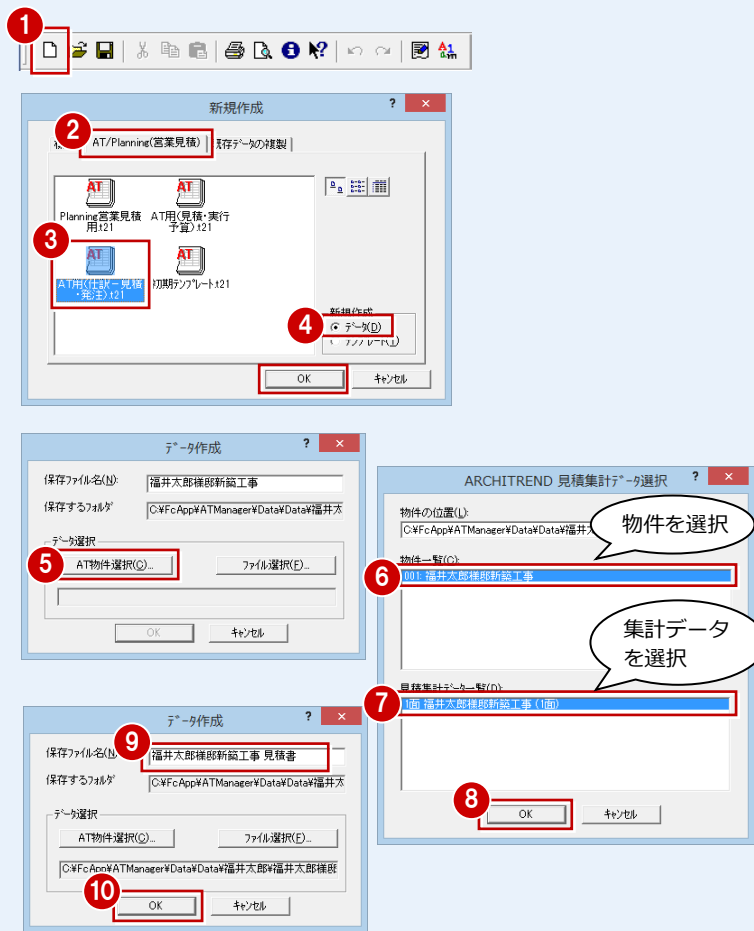 1
新規作成
?
×
2
AT/Planning(営業見積)
既存データの複製
Planning営業見積
用.t21
AT用(見積・実行
予算).t21
3
AT用(仕訳-見積
・発注).t21
初期テンプレート.t21
新規作成
4
データ(D)
テンプレート(T)
OK
キャンセル
データ作成
?
×
保存ファイル名(N):
福井太郎様邸新築工事
保存するフォルダ
C:¥FcApp¥ATManager¥Data¥Data¥福井太
データ選択
5
AT物件選択(C)...
ファイル選択(F)...
OK
キャンセル
ARCHITREND 見積集計データ選択
?
×
物件の位置(L):
C:¥FcApp¥ATManager¥Data¥Data¥福井太
物件を選択
物件一覧(C):
6
001: 福井太郎様邸新築工事
集計データ
を選択
見積集計データ一覧(D):
7
1面 福井太郎様邸新築工事 (1面)
8
OK
キャンセル
データ作成
?
×
9
保存ファイル名(N
福井太郎様邸新築工事 見積書
保存するフォルダ
C:¥FcApp¥ATManager¥Data¥Data¥福井太
データ選択
AT物件選択(C)...
ファイル選択(F)...
C:¥FcApp¥ATManager¥Data¥Data¥福井太郎¥福井太郎様邸
10
OK
キャンセル